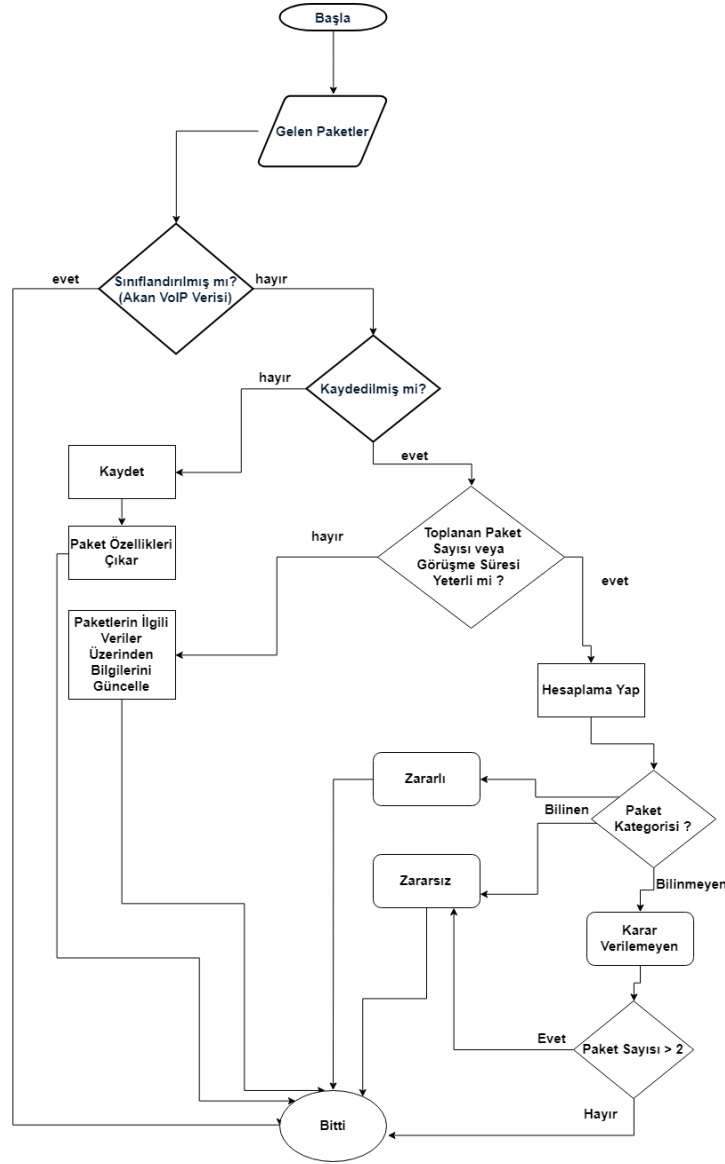 Başla
Gelen Paketler
evet
Sınıflandırılmış mı?
(Akan VoIP Verisi)
hayır
hayır
Kaydedilmiş mi?
evet
Kaydet
Paket Özellikleri
Çıkar
hayır
Toplanan Paket
Sayısı veya
Görüşme Süresi
Yeterli mi ?
evet
Paketlerin İlgili
Veriler
Üzerinden
Bilgilerini
Güncelle
Hesaplama Yap
Zararlı
Bilinen
Paket
Kategorisi ?
Zararsız
Bilinmeyen
Karar
Verilemeyen
Evet
Paket Sayısı > 2
Hayır
Bitti